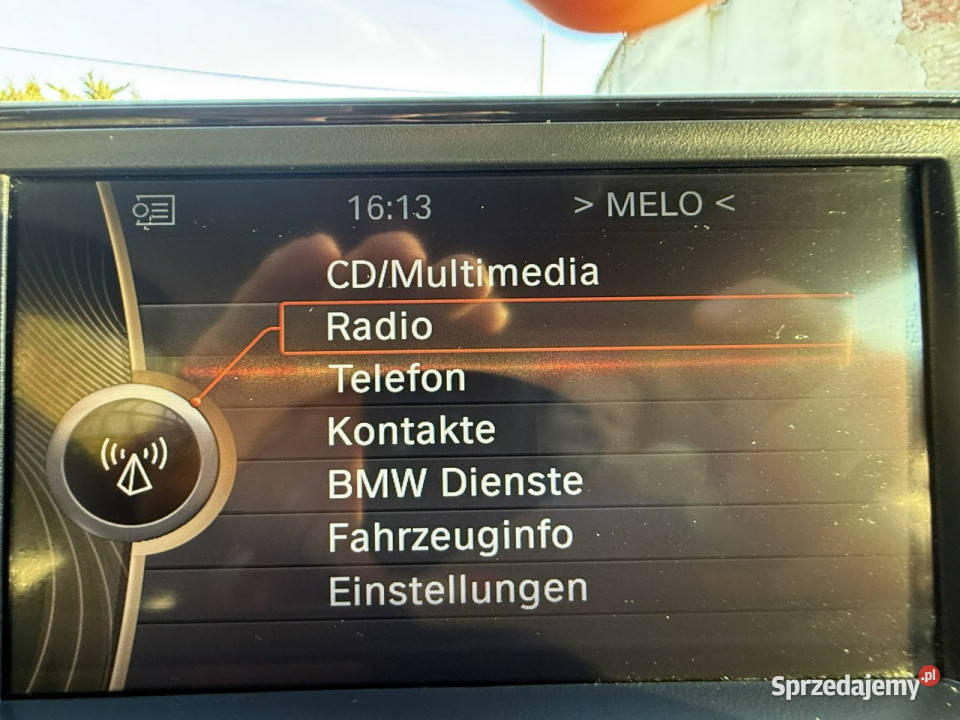 16:13 > MELO <
CD/Multimedia
Radio
Telefon
Kontakte
BMW Dienste
Fahrzeuginfo
Einstellungen
Sprzedajemy.pl